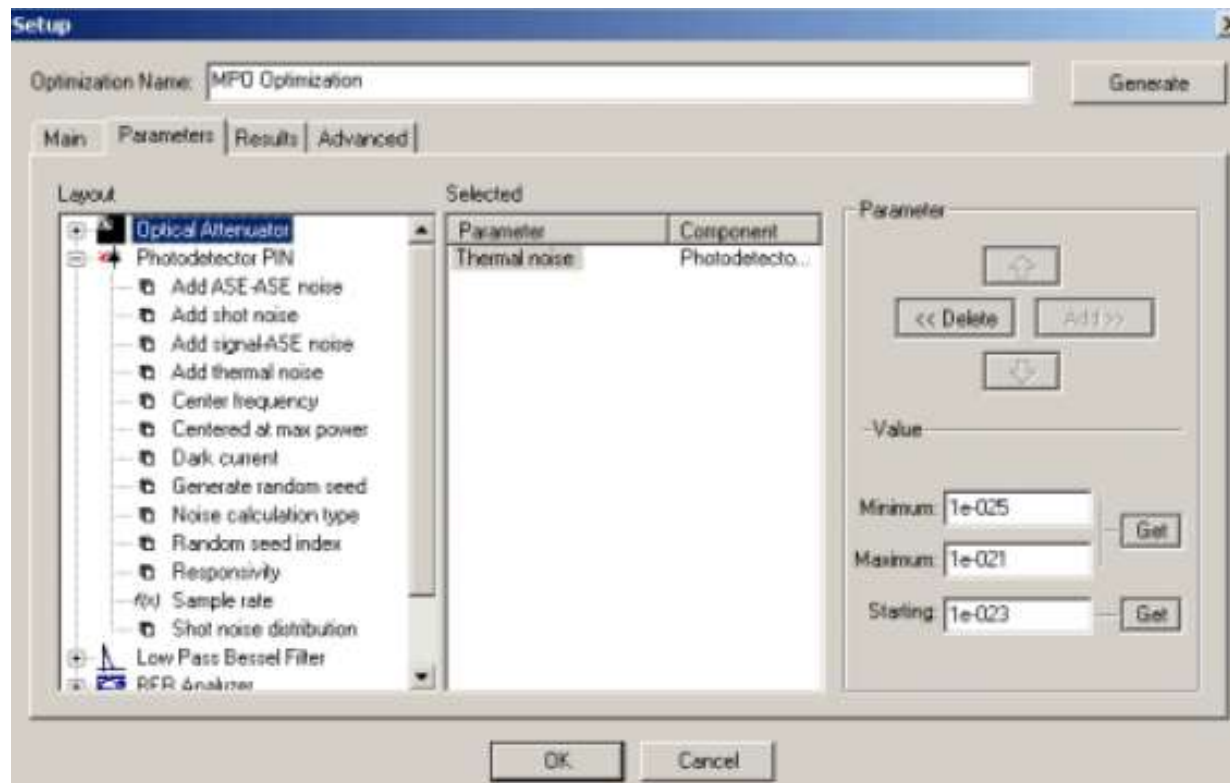 Setup
Optimization Name: MPO Optimization
Generate
Main Parameters Results Advanced
Layout
Optical Attenuator
Photodetector PIN
Add ASE-ASE noise
Add shot noise
Add signal-ASE noise
Add thermal noise
Center frequency
Centered at max power
Dark current
Generate random seed
Noise calculation type
Random seed index
Responsivity
f(x) Sample rate
Shot noise distribution
Low Pass Bessel Filter
BER Analyzer
Selected
Parameter Component
Thermal noise Photodetecto...
Parameter
<< Delete Add >>
Value
Minimum: 1e-025
Get
Maximum: 1e-021
Starting: 1e-023 Get
OK Cancel